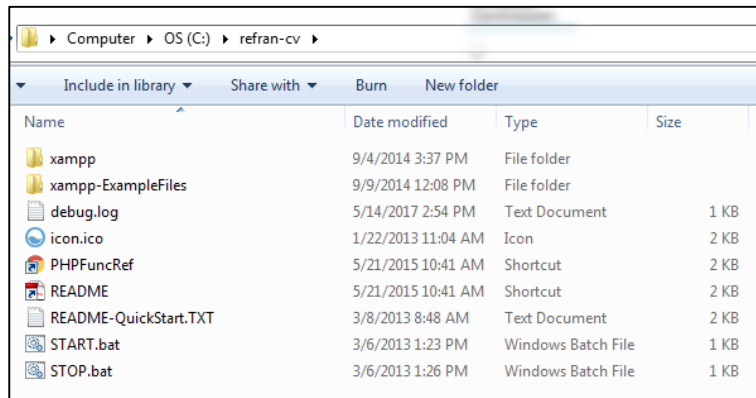 Computer OS (C:) refran-cv
Include in library Share with Burn New folder
Name Date modified Type Size
xampp 9/4/2014 3:37 PM File folder
xampp-ExampleFiles 9/9/2014 12:08 PM File folder
debug.log 5/14/2017 2:54 PM Text Document 1 KB
icon.ico 1/22/2013 11:04 AM Icon 2 KB
PHPFuncRef 5/21/2015 10:41 AM Shortcut 2 KB
README 5/21/2015 10:41 AM Shortcut 2 KB
README-QuickStart.TXT 3/8/2013 8:48 AM Text Document 2 KB
START.bat 3/6/2013 1:23 PM Windows Batch File 1 KB
STOP.bat 3/6/2013 1:26 PM Windows Batch File 1 KB